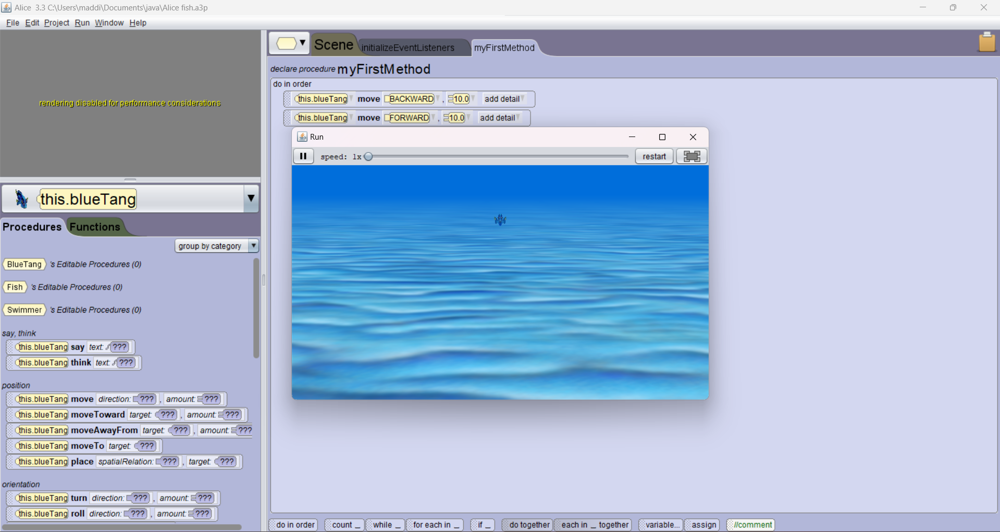 Alice 3.3 C:\Users\maddi\Documents\java\Alice fish.a3p
File Edit Project Run Window Help
rendering disabled for performance considerations
this.blueTang
Procedures Functions
group by category
BlueTang 's Editable Procedures (0)
Fish 's Editable Procedures (0)
Swimmer 's Editable Procedures (0)
say, think
this.blueTang say text: ???
this.blueTang think text: ???
position
this.blueTang move direction: ??? , amount: ???
this.blueTang moveToward target: ??? , amount: ???
this.blueTang moveAwayFrom target: ??? , amount: ???
this.blueTang moveTo target: ???
this.blueTang place spatialRelation: ??? , target: ???
orientation
this.blueTang turn direction: ??? , amount: ???
this.blueTang roll direction: ??? , amount: ???
Scene initializeEventListeners myFirstMethod
declare procedure myFirstMethod
do in order
this.blueTang move BACKWARD , 10.0 add detail
this.blueTang move FORWARD , 10.0 add detail
Run
speed: 1x restart
do in order count _ while _ for each in _ if _ do together each in _ together variable... assign //comment